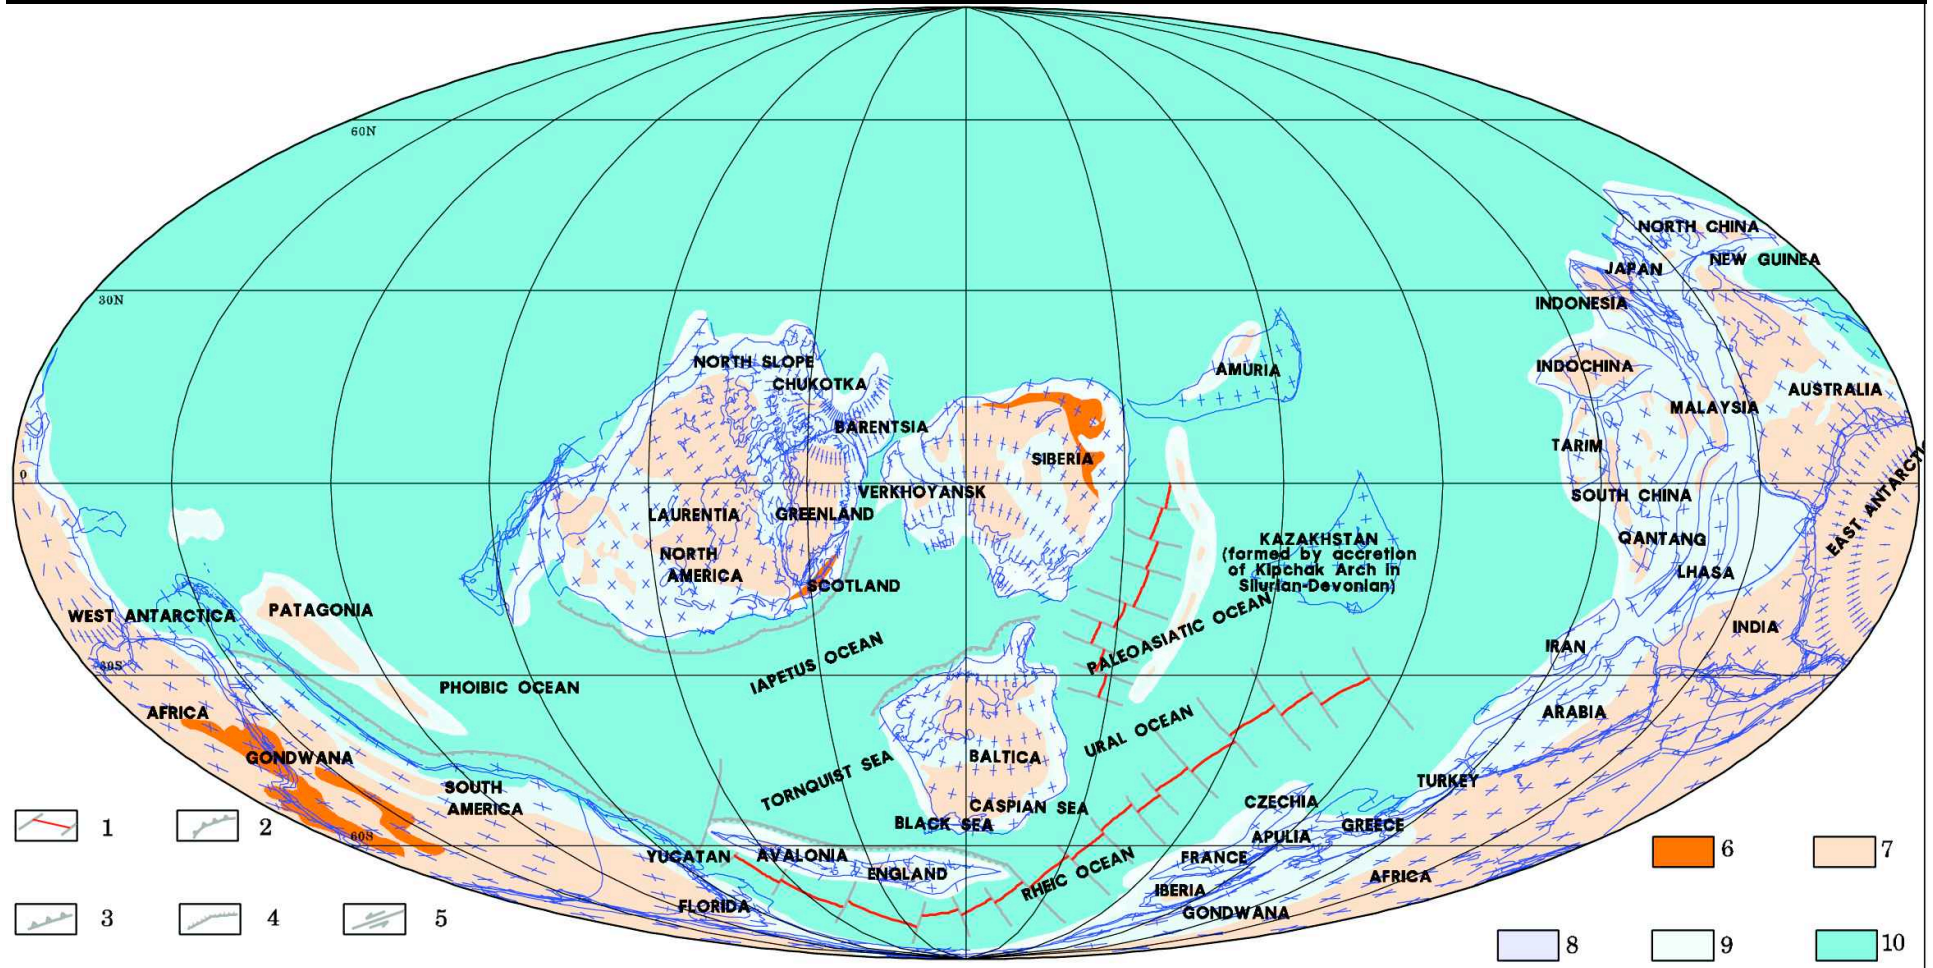 60N
30N
NORTH CHINA
NEW GUINEA
JAPAN
INDONESIA
NORTH SLOPE
CHUKOTKA
AMURIA
INDOCHINA
AUSTRALIA
MALAYSIA
BARENTSIA
SIBERIA
TARIM
0
VERKHOYANSK
SOUTH CHINA
EAST ANTARCTI
LAURENTIA
GREENLAND
QANTANG
KAZAKHSTAN
(formed by accretion
of Kipchak Arch in
Silurian-Devonian)
NORTH
AMERICA
SCOTLAND
LHASA
WEST ANTARCTICA
PATAGONIA
PALEOASIATIC OCEAN
INDIA
IRAN
30S
IAPETUS OCEAN
PHOIBIC OCEAN
AFRICA
ARABIA
URAL OCEAN
GONDWANA
BALTICA
TORNQUIST SEA
SOUTH
AMERICA
TURKEY
CZECHIA
CASPIAN SEA
BLACK SEA
GREECE
APULIA
60S
YUCATAN
AVALONIA
FRANCE
ENGLAND
RHEIC OCEAN
IBERIA
AFRICA
FLORIDA
GONDWANA
1
2
3
4
5
6
7
8
9
10